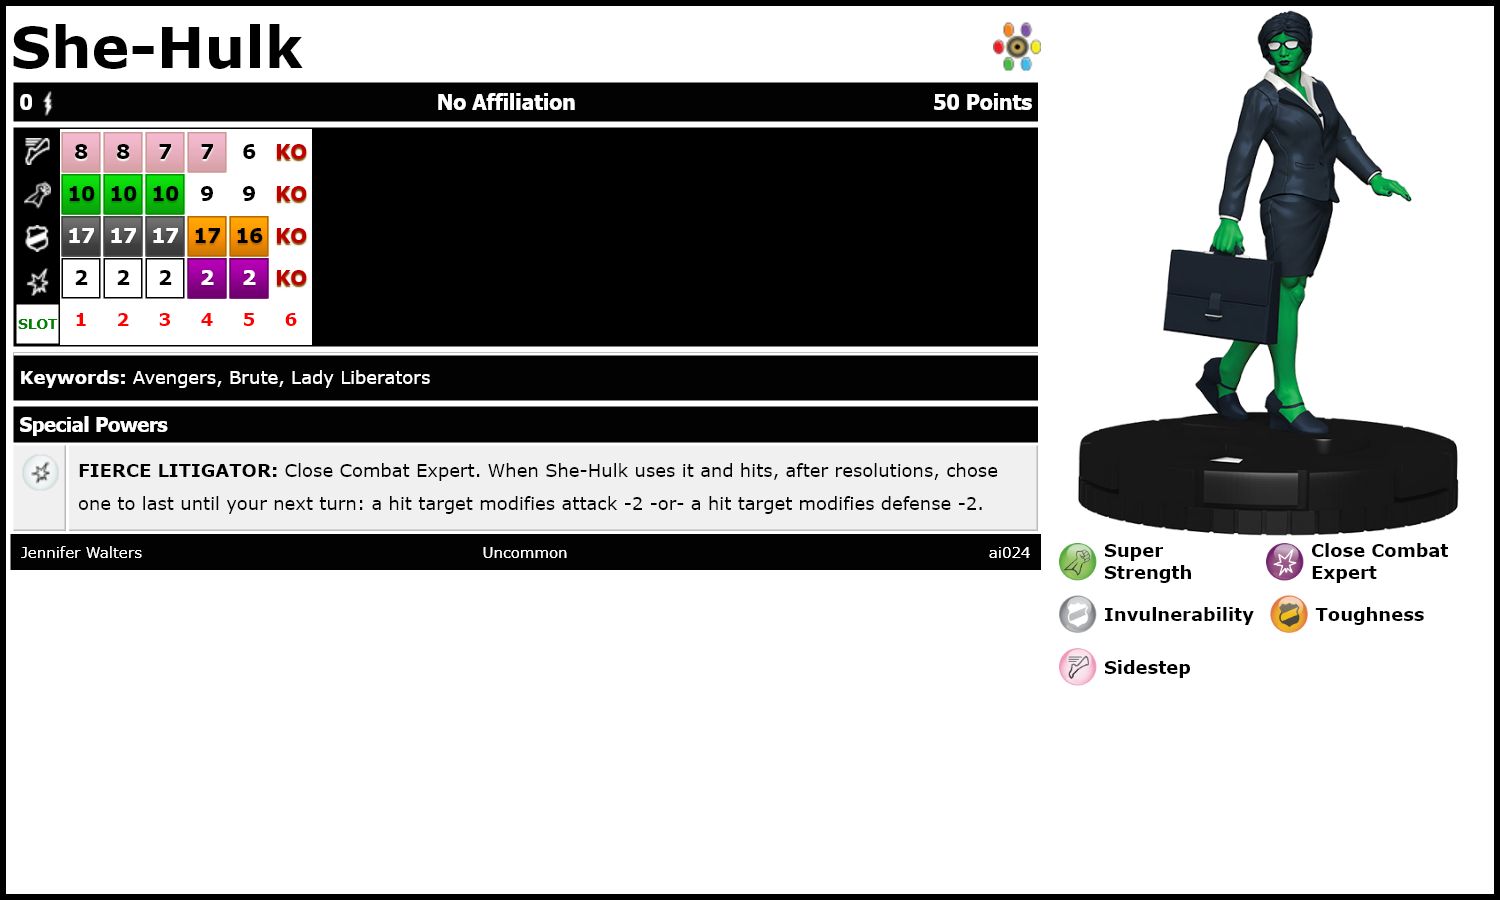 She-Hulk
0 No Affiliation 50 Points
8 8 7 7 6 KO
10 10 10 9 9 KO
17 17 17 17 16 KO
2 2 2 2 2 KO
SLOT 1 2 3 4 5 6
Keywords: Avengers, Brute, Lady Liberators
Special Powers
FIERCE LITIGATOR: Close Combat Expert. When She-Hulk uses it and hits, after resolutions, chose
one to last until your next turn: a hit target modifies attack -2 -or- a hit target modifies defense -2.
Jennifer Walters Uncommon ai024
Super
Strength
Close Combat
Expert
Invulnerability
Toughness
Sidestep